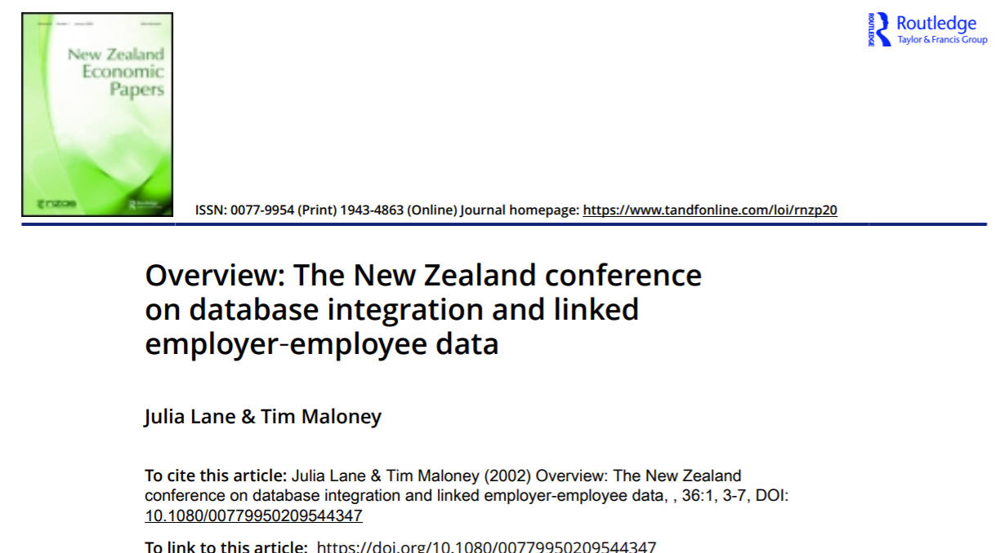 New Zealand
Economic
Papers
ROUTLEDGE
Routledge
Taylor & Francis Group
ISSN: 0077-9954 (Print) 1943-4863 (Online) Journal homepage: https://www.tandfonline.com/loi/rnzp20
Overview: The New Zealand conference
on database integration and linked
employer-employee data
Julia Lane & Tim Maloney
To cite this article: Julia Lane & Tim Maloney (2002) Overview: The New Zealand
conference on database integration and linked employer-employee data, , 36:1, 3-7, DOI:
10.1080/00779950209544347
To link to this article: https://doi.org/10.1080/00779950209544347